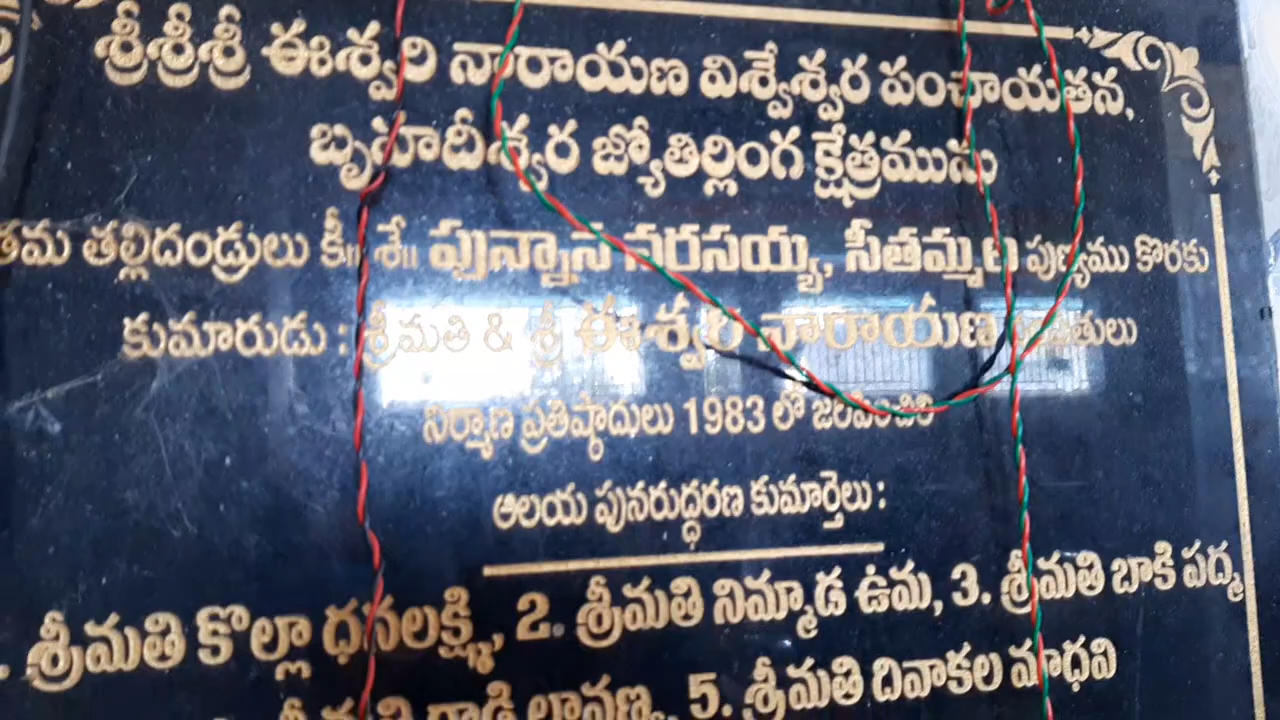 శ్రీశ్రీశ్రీ ఈశ్వరి నారాయణ విశ్వేశ్వర పంచాయతన,
బృహదీశ్వర జ్యోతిర్లింగ క్షేత్రమును
తమ తల్లిదండ్రులు కీ॥ శే॥ పున్నాన నరసయ్య, సీతమ్మల పుణ్యము కొరకు
కుమారుడు : శ్రీమతి & శ్రీ ఈశ్వరి నారాయణ
నిర్మాణ ప్రతిష్ఠాదులు 1983 లో జరిపించిరి
ఆలయ పునరుద్ధరణ కుమార్తెలు :
శ్రీమతి కొల్లా ధనలక్ష్మి, 2. శ్రీమతి నిమ్మాడ ఉమ, 3. శ్రీమతి బాకి పద్మ
5. శ్రీమతి దివాకల మాధవి